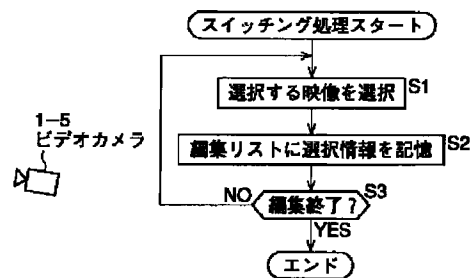 スイッチング処理スタート
選択する映像を選択
S1
1-5
ビデオカメラ
編集リストに選択情報を記憶
S2
NO
編集終了?
S3
YES
エンド